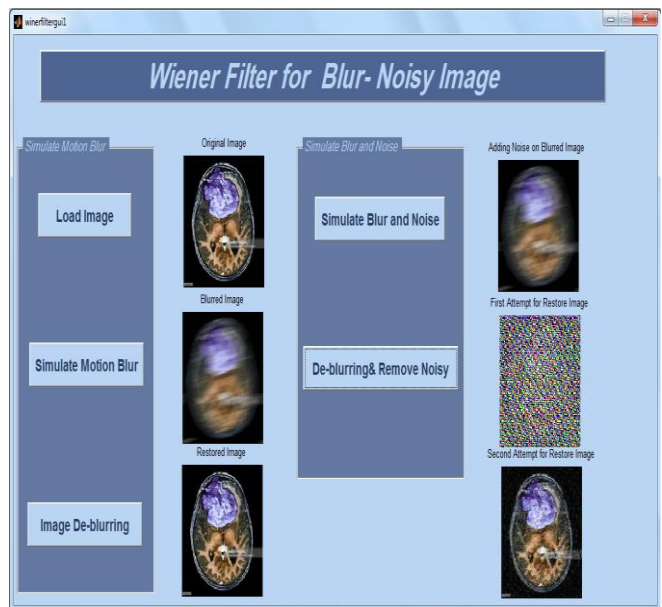 winerfiltergui1
Wiener Filter for Blur- Noisy Image
Simulate Motion Blur
Load Image
Simulate Motion Blur
Image De-blurring
Original Image
Blurred Image
Restored Image
Simulate Blur and Noise
Simulate Blur and Noise
De-blurring& Remove Noisy
Adding Noise on Blurred Image
First Attempt for Restore Image
Second Attempt for Restore Image